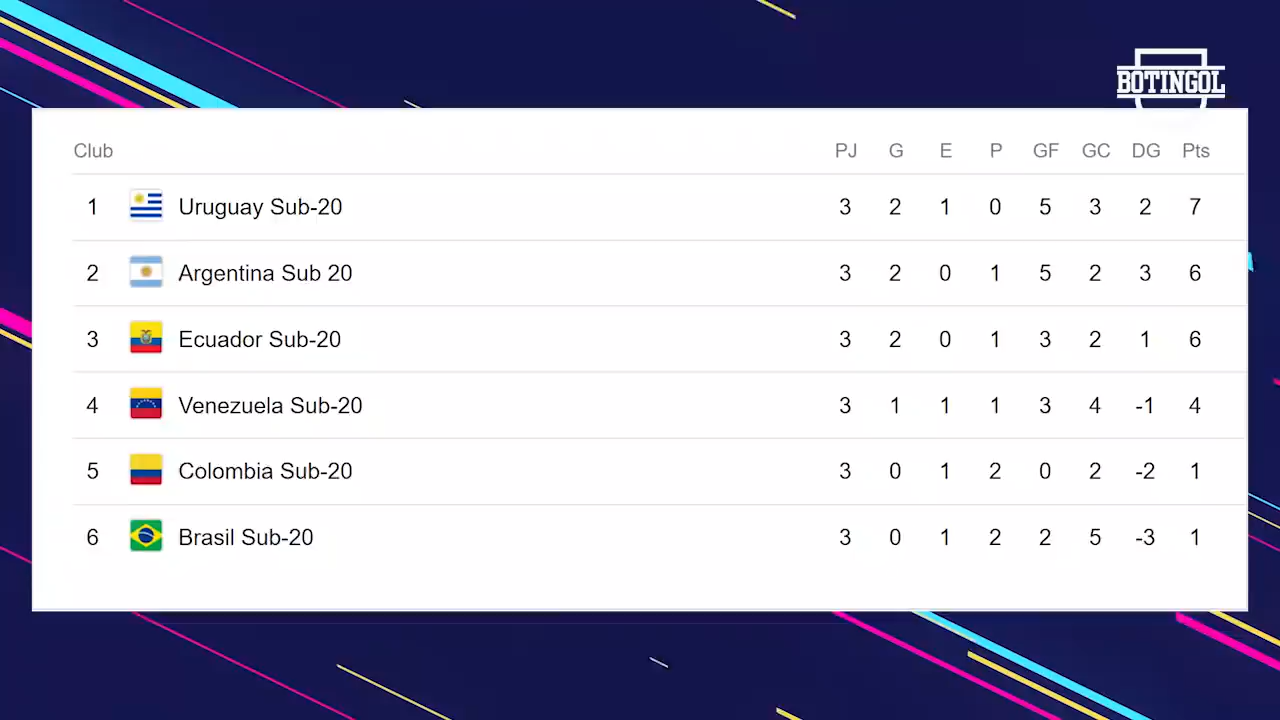 BOTINGOL
Club PJ G E P GF GC DG Pts
1 Uruguay Sub-20 3 2 1 0 5 3 2 7
2 Argentina Sub 20 3 2 0 1 5 2 3 6
3 Ecuador Sub-20 3 2 0 1 3 2 1 6
4 Venezuela Sub-20 3 1 1 1 3 4 -1 4
5 Colombia Sub-20 3 0 1 2 0 2 -2 1
6 Brasil Sub-20 3 0 1 2 2 5 -3 1